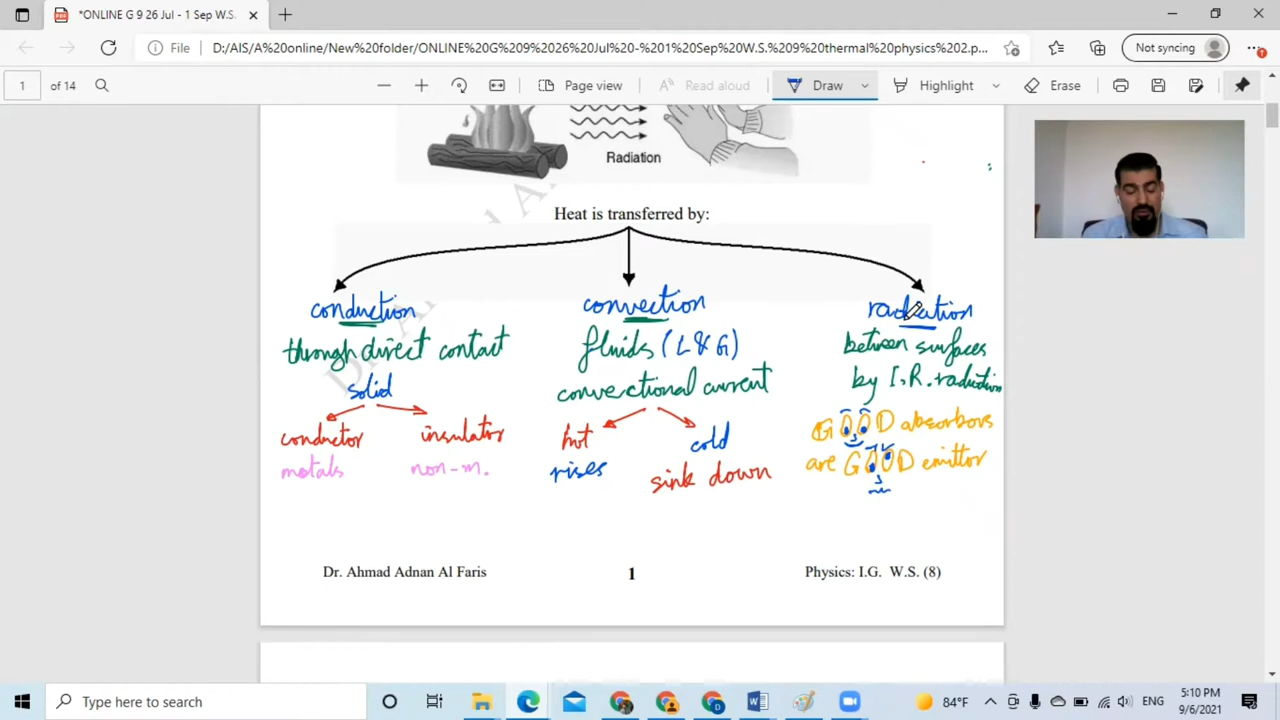 *ONLINE G 9 26 Jul - 1 Sep W.S.
File
D:/AIS/A%20online/New%20folder/ONLINE%20G%209%2026%20Jul%20-%201%20Sep%20W.S.%209%20thermal%20physics%202.p...
Not syncing
1 of 14
Page view
Read aloud
Draw
Highlight
Erase
Radiation
Heat is transferred by:
conduction
convection
radiation
through direct contact
fluids (L & G)
between surfaces
solid
convectional current
by I.R. radiation
conductor
insulator
hot
cold
GOOD absorbors
metals
non-m.
rises
sink down
are GOOD emittor
Dr. Ahmad Adnan Al Faris
1
Physics: I.G. W.S. (8)
Type here to search
84°F
ENG
5:10 PM
9/6/2021